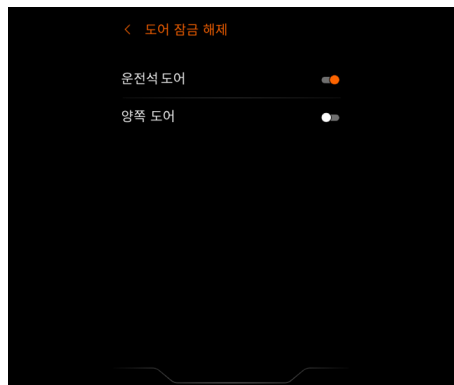 도어 잠금 해제
운전석 도어
양쪽 도어